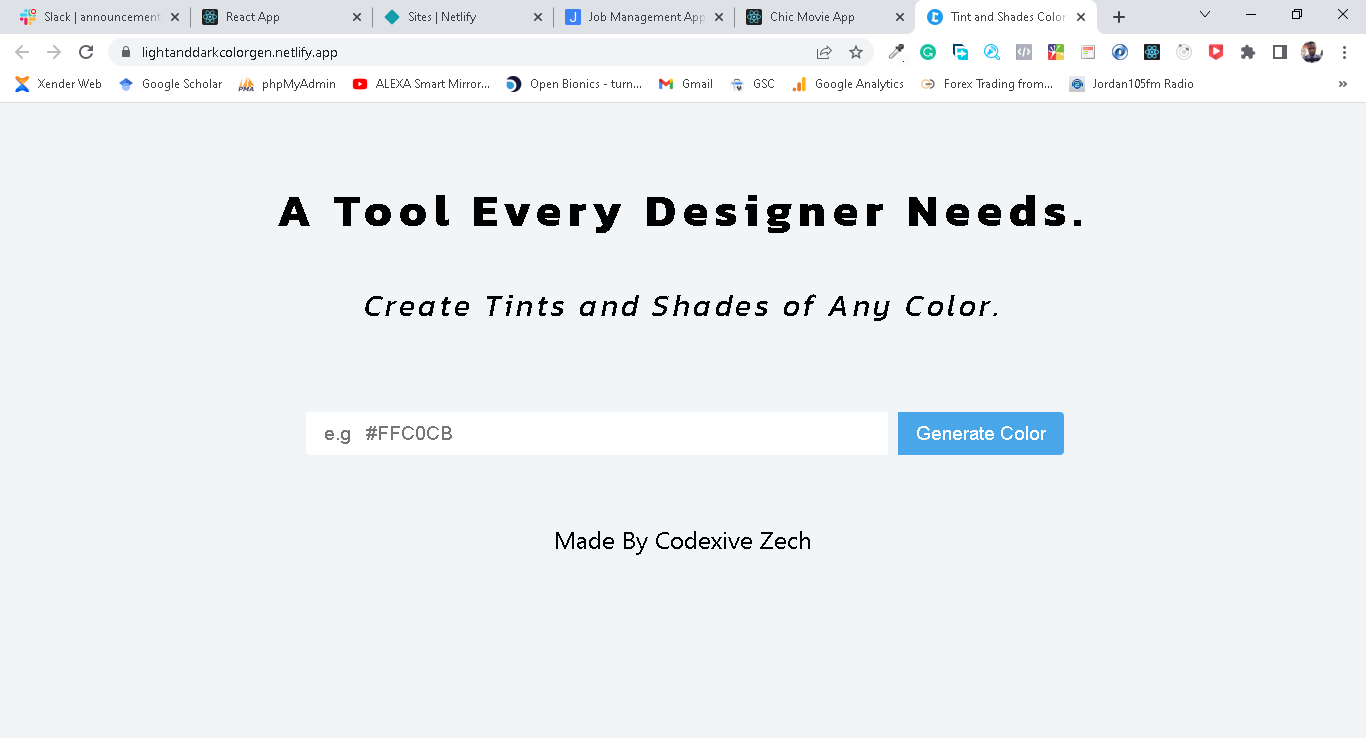 Slack | announcement
React App
Sites | Netlify
Job Management App
Chic Movie App
Tint and Shades Color
lightanddarkcolorgen.netlify.app
Xender Web
Google Scholar
phpMyAdmin
ALEXA Smart Mirror...
Open Bionics - turn...
Gmail
GSC
Google Analytics
Forex Trading from...
Jordan105fm Radio
A Tool Every Designer Needs.
Create Tints and Shades of Any Color.
e.g #FFC0CB
Generate Color
Made By Codexive Zech